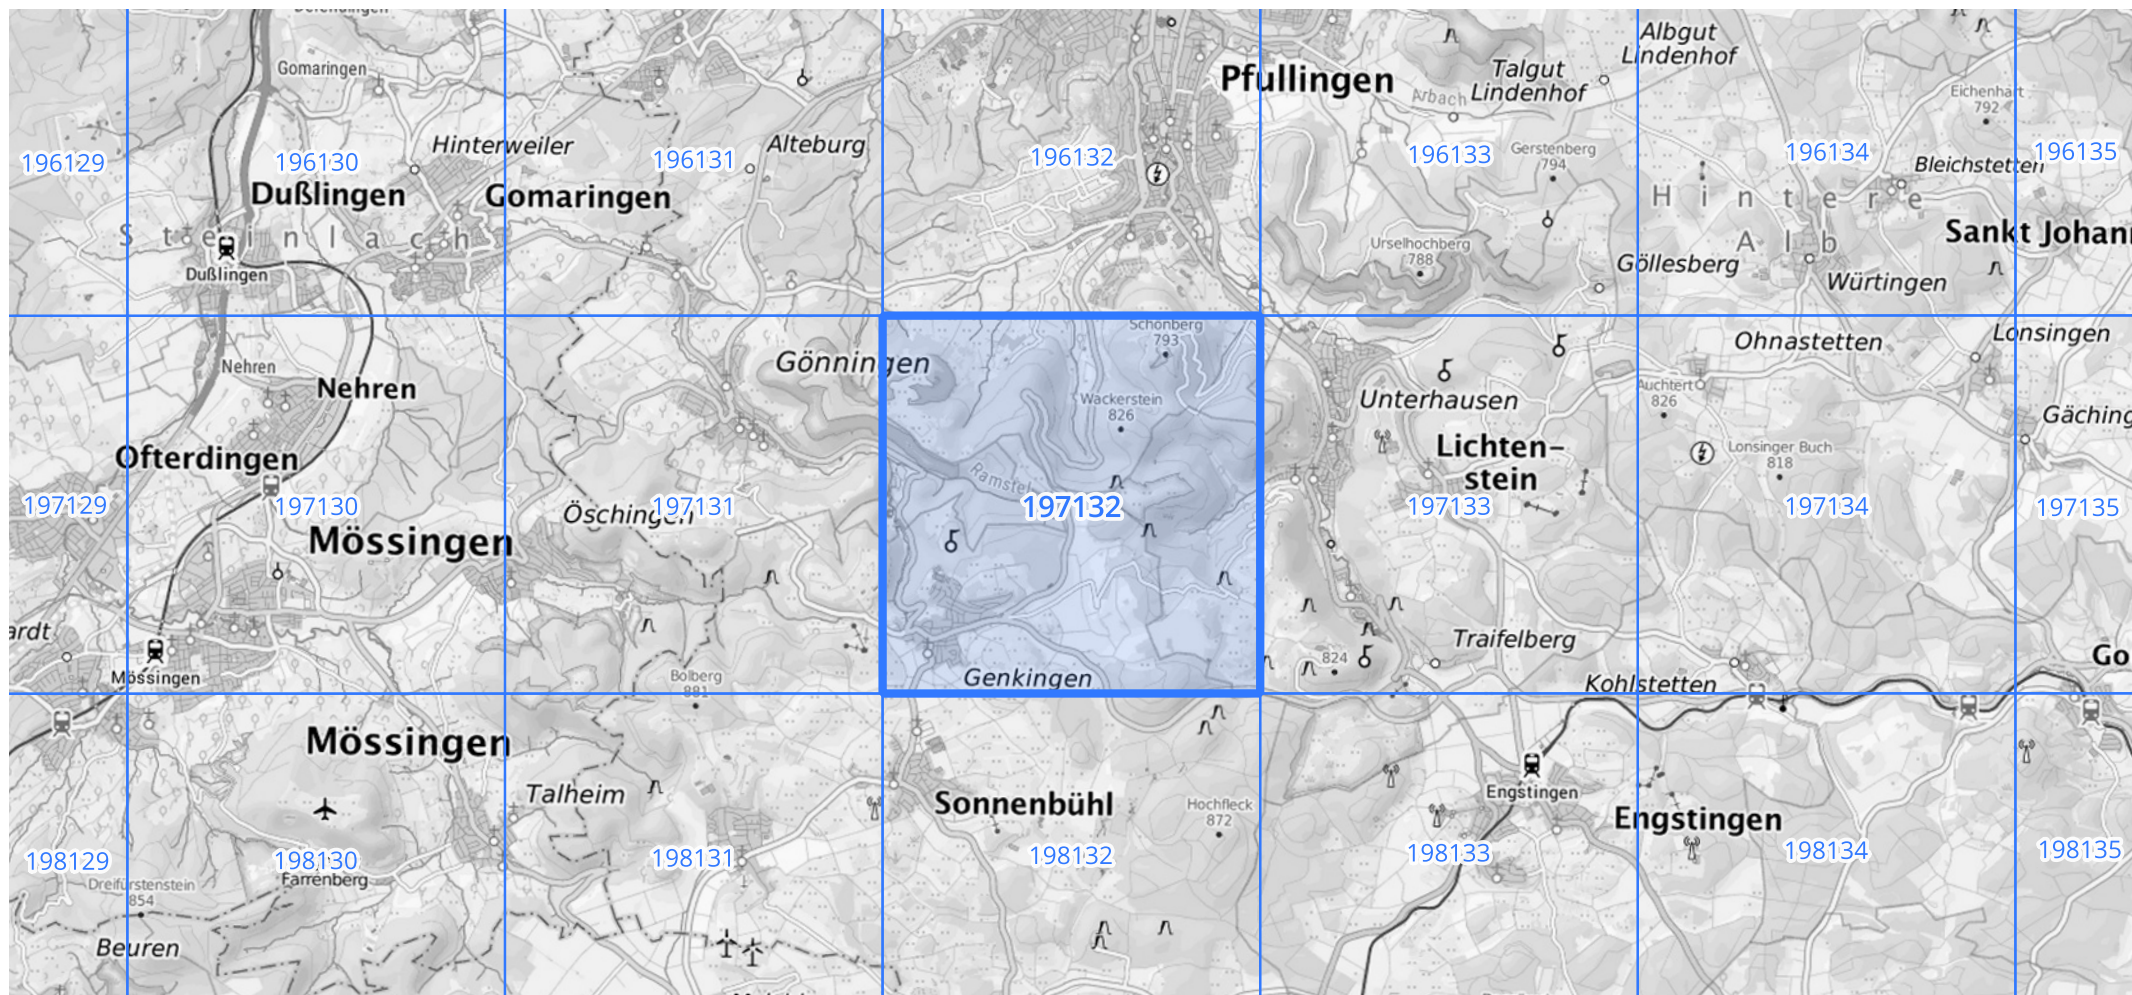 Gomaringen
196129
196130
Hinterweiler
Dußlingen
Steinlach
Dußlingen
Gomaringen
196131
Alteburg
196132
Pfullingen
Arbach
Talgut
Lindenhof
196133
Gerstenberg
794
Urselhochberg
788
Albgut
Lindenhof
Eichenhart
792
196134
196135
Bleichstetten
Hintere
Alb
Sankt Johann
Göllesberg
Würtingen
Nehren
Nehren
Ofterdingen
197129
197130
Mössingen
ardt
Mössingen
Gönningen
Öschingen
197131
Bolberg
881
Schönberg
793
Wackerstein
826
Ramstel
197132
Genkingen
Unterhausen
Lichten-
stein
197133
824
Traifelberg
Ohnastetten
Lonsingen
Auchtert
826
Gäching
Lonsinger Buch
818
197134
197135
Kohlstetten
Go
Mössingen
198129
198130
Farrenberg
Dreifürstenstein
854
Beuren
Talheim
198131
Sonnenbühl
Hochfleck
872
198132
Engstingen
198133
Engstingen
198134
198135